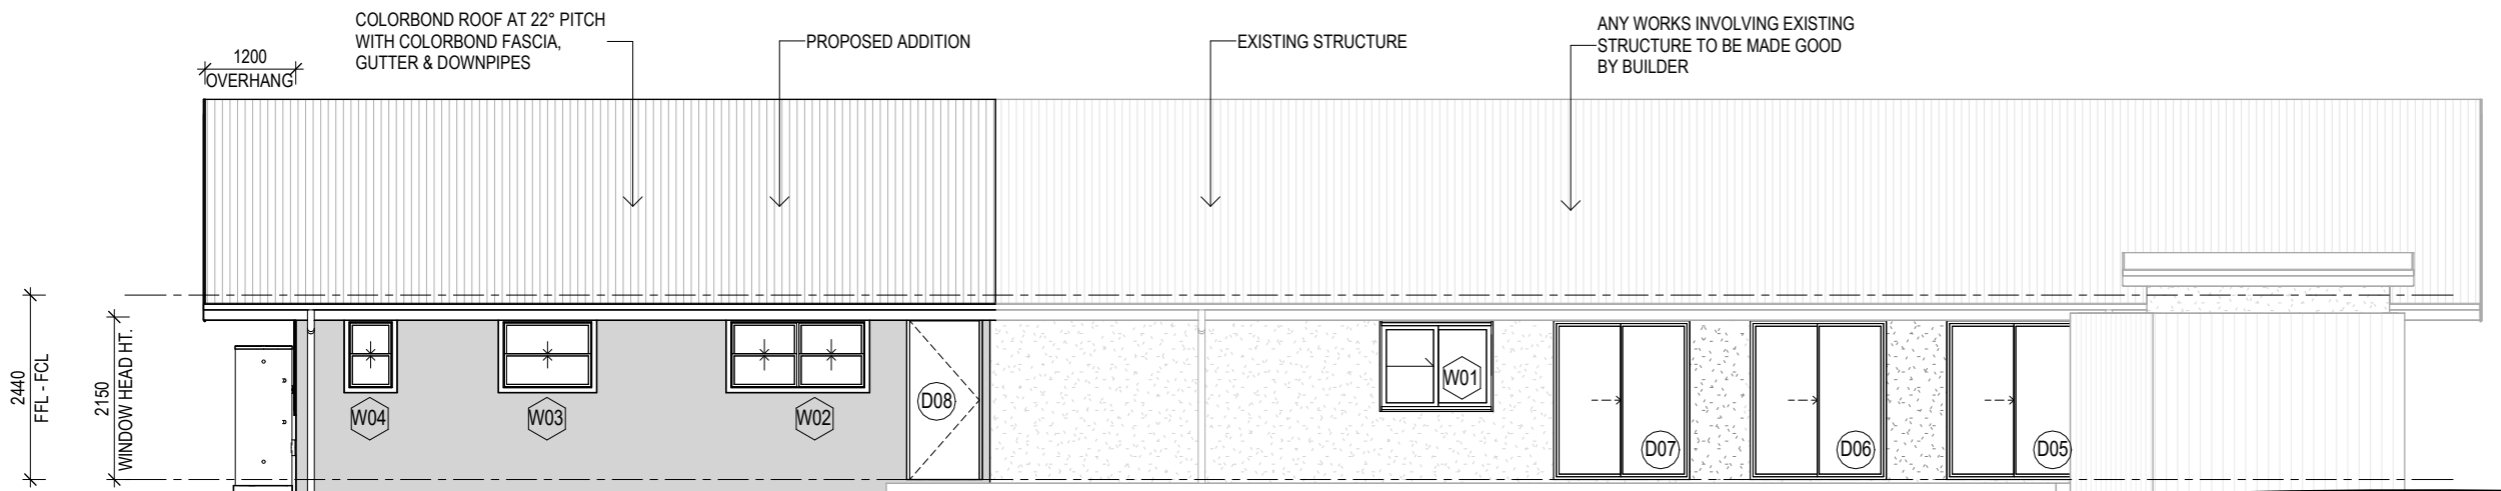 COLORBOND ROOF AT 22° PITCH
WITH COLORBOND FASCIA,
GUTTER & DOWNPIPES
PROPOSED ADDITION
EXISTING STRUCTURE
ANY WORKS INVOLVING EXISTING
STRUCTURE TO BE MADE GOOD
BY BUILDER
1200
OVERHANG
2440
FFL - FCL
2150
WINDOW HEAD HT.
W04
W03
W02
D08
W01
D07
D06
D05